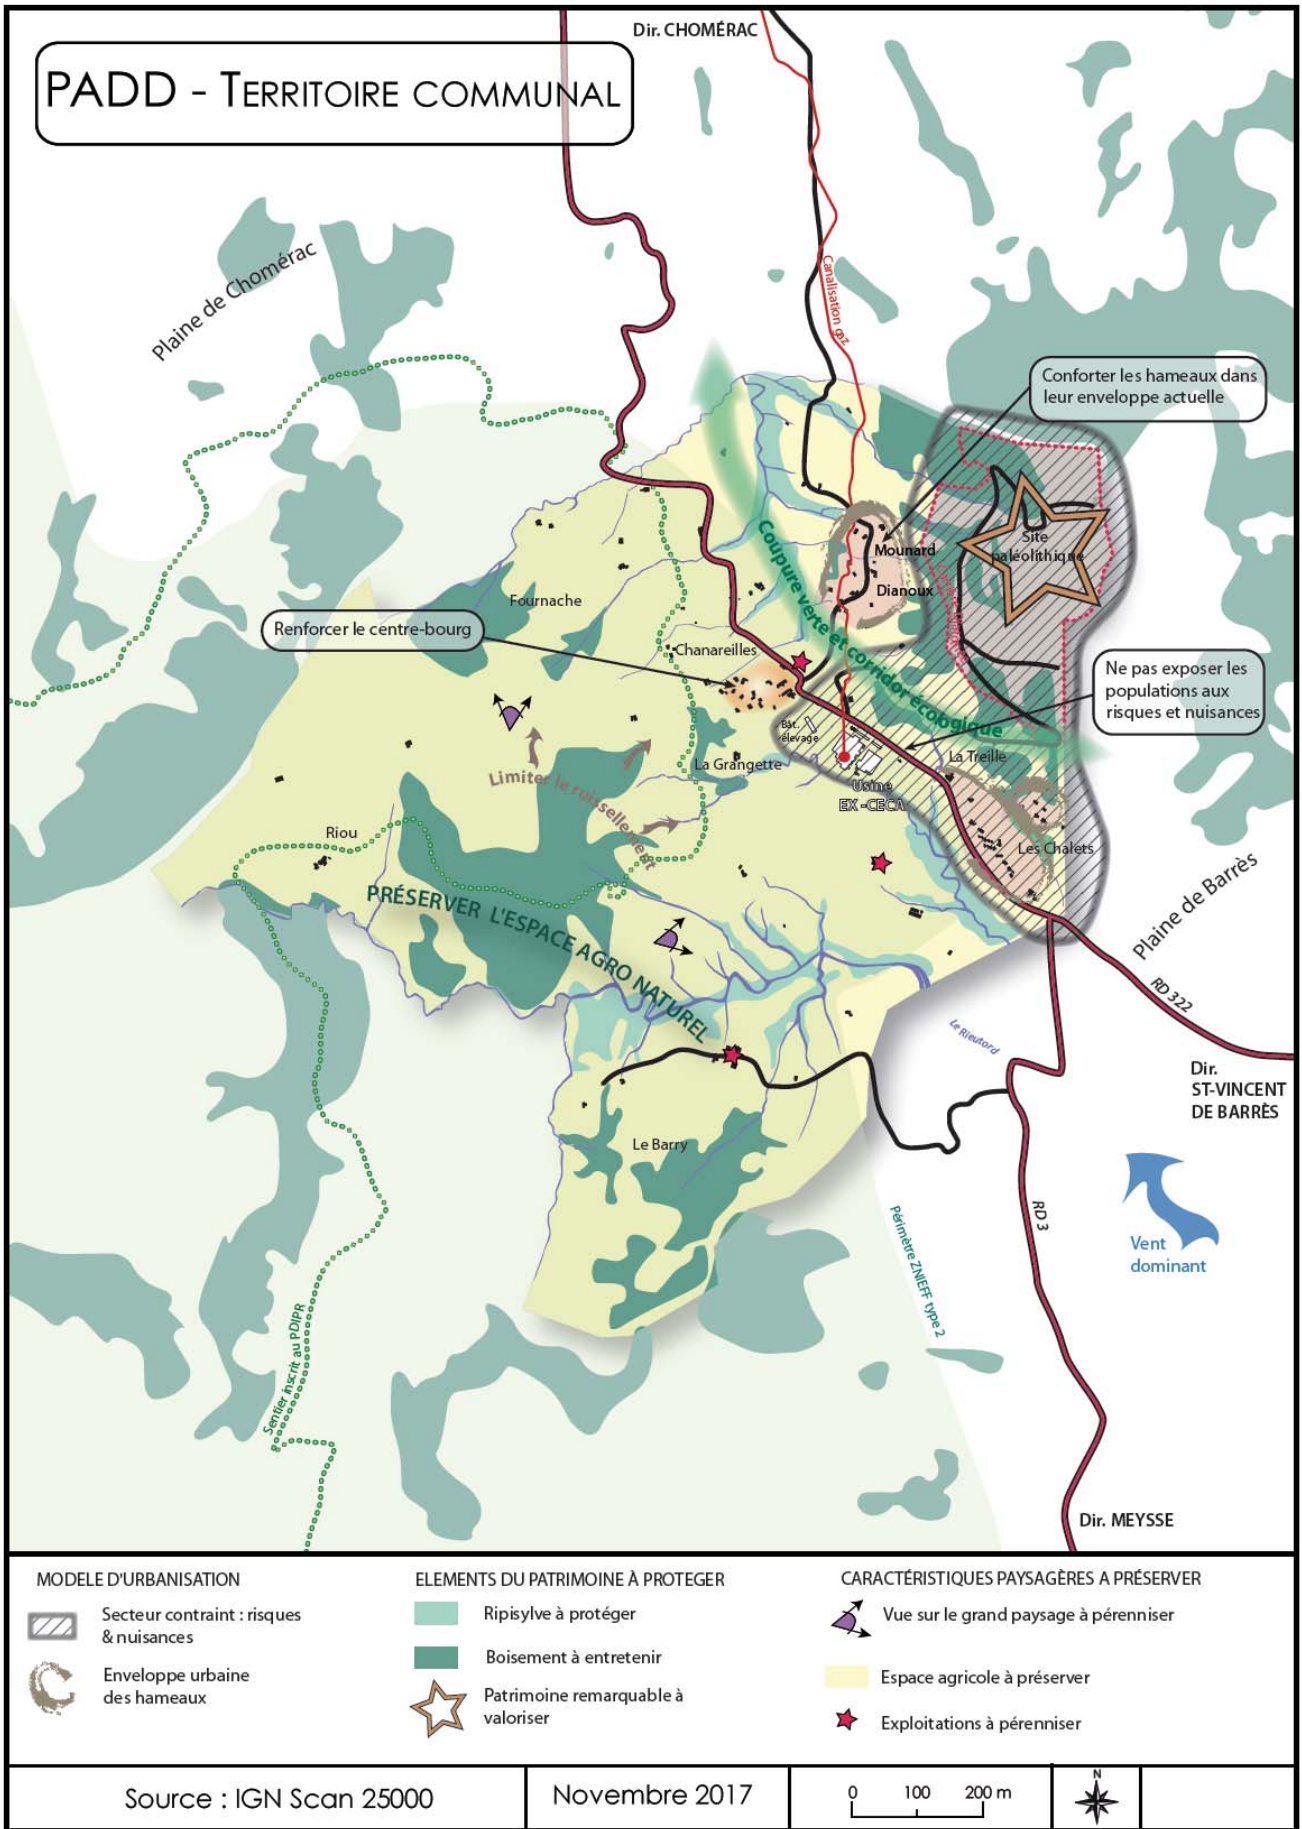 Dir. CHOMÉRAC
PADD - TERRITOIRE COMMUNAL
Plaine de Chomérac
Canalisation gaz
Conforter les hameaux dans
leur enveloppe actuelle
Site
paléolithique
Mounard
Dianoux
Coupure verte et corridor écologique
Fournache
Renforcer le centre-bourg
Chanareilles
Ne pas exposer les
populations aux
risques et nuisances
Bât.
élevage
La Grangette
La Treille
Usine
EX -CECA
Limiter le ruissellement
Riou
Les Chalets
PRÉSERVER L'ESPACE AGRO NATUREL
Plaine de Barrès
RD 322
Le Rieutord
Dir.
ST-VINCENT
DE BARRÈS
Le Barry
RD 3
Périmètre ZNIEFF type 2
Vent
dominant
Sentier inscrit au PDIPR
Dir. MEYSSE
MODELE D'URBANISATION
Secteur contraint : risques
& nuisances
Enveloppe urbaine
des hameaux
ELEMENTS DU PATRIMOINE À PROTEGER
Ripisylve à protéger
Boisement à entretenir
Patrimoine remarquable à
valoriser
CARACTÉRISTIQUES PAYSAGÈRES A PRÉSERVER
Vue sur le grand paysage à pérenniser
Espace agricole à préserver
Exploitations à pérenniser
Source : IGN Scan 25000
Novembre 2017
0 100 200 m
N